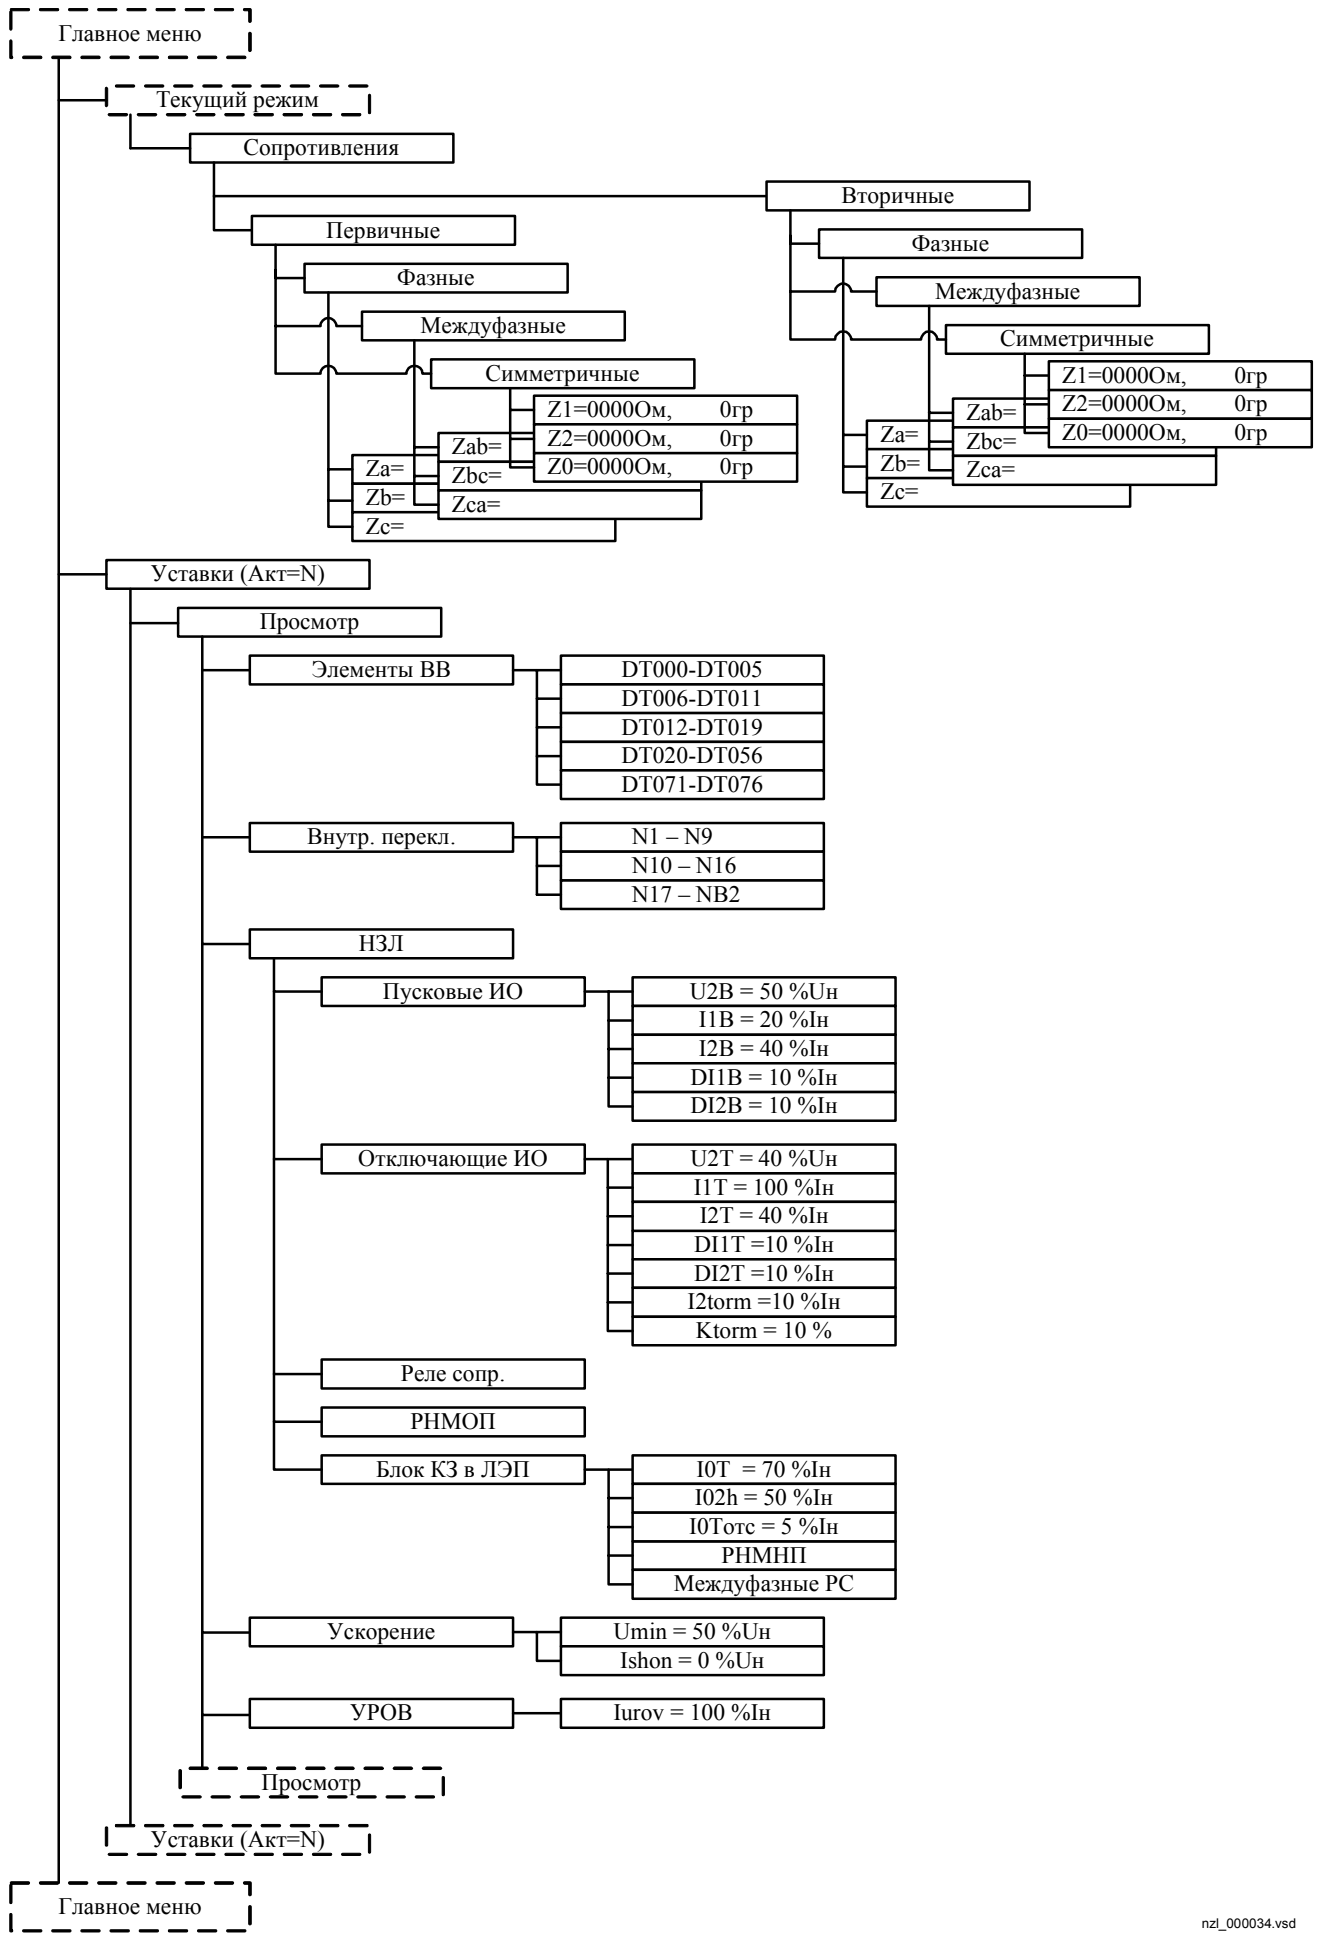 Главное меню
Текущий режим
Сопротивления
Вторичные
Первичные
Фазные
Фазные
Междуфазные
Междуфазные
Симметричные
Симметричные
Z1=0000Ом, 0гр
Z2=0000Ом, 0гр
Z0=0000Ом, 0гр
Zab=
Zbc=
Zca=
Za=
Zb=
Zc=
Z1=0000Ом, 0гр
Z2=0000Ом, 0гр
Z0=0000Ом, 0гр
Zab=
Zbc=
Zca=
Za=
Zb=
Zc=
Уставки (Акт=N)
Просмотр
Элементы ВВ
DT000-DT005
DT006-DT011
DT012-DT019
DT020-DT056
DT071-DT076
Внутр. перекл.
N1 – N9
N10 – N16
N17 – NB2
НЗЛ
Пусковые ИО
U2B = 50 %Uн
I1B = 20 %Iн
I2B = 40 %Iн
DI1B = 10 %Iн
DI2B = 10 %Iн
Отключающие ИО
U2T = 40 %Uн
I1T = 100 %Iн
I2T = 40 %Iн
DI1T =10 %Iн
DI2T =10 %Iн
I2torm =10 %Iн
Ktorm = 10 %
Реле сопр.
РНМОП
Блок КЗ в ЛЭП
I0T = 70 %Iн
I02h = 50 %Iн
I0Tотс = 5 %Iн
РНМНП
Междуфазные РС
Ускорение
Umin = 50 %Uн
Ishon = 0 %Uн
УРОВ
Iurov = 100 %Iн
Просмотр
Уставки (Акт=N)
Главное меню
nzl_000034.vsd